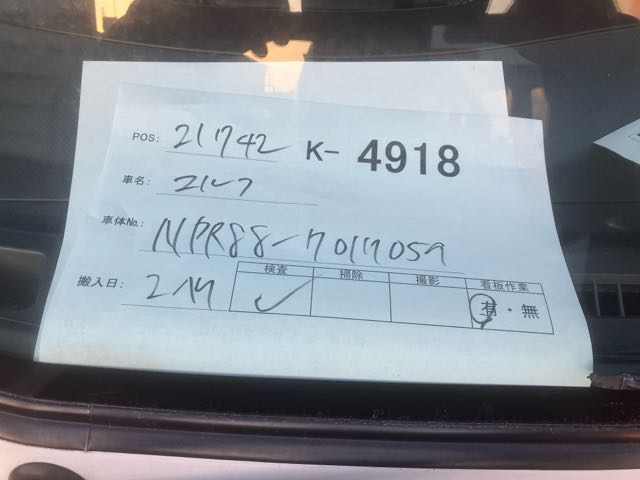 POS: 21742 K- 4918
車名: エルフ
車体No. NPR88-7017059
搬入日: 2/14
検査 掃除 撮影 看板作業
✓ 有・無